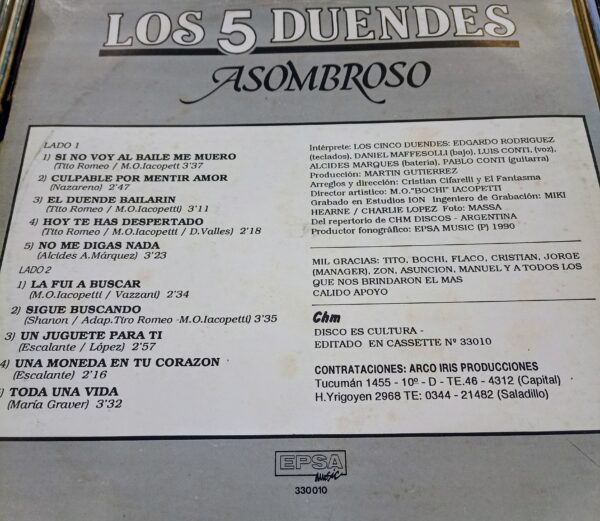 LOS 5 DUENDES
ASOMBROSO
LADO 1
1) SI NO VOY AL BAILE ME MUERO
(Tito Romeo / M.O.Iacopett 3'37
2) CULPABLE POR MENTIR AMOR
(Nazareno) 2'47
3) EL DUENDE BAILARIN
(Tito Romeo / M.O.Iacopetti) 3'11
4) HOY TE HAS DESPERTADO
(Tito Romeo / M.O.Iacopetti / D.Valles) 2'18
5) NO ME DIGAS NADA
(Alcides A.Márquez) 3'23
LADO 2
1) LA FUI A BUSCAR
(M.O.Iacopetti / Vazzani) 2'34
2) SIGUE BUSCANDO
(Shanon / Adap.Tiro Romeo -M.O.Iacopetti) 3'35
3) UN JUGUETE PARA TI
(Escalante / López) 2'57
4) UNA MONEDA EN TU CORAZON
(Escalante) 2'16
) TODA UNA VIDA
(María Graver) 3'32
Intérprete: LOS CINCO DUENDES: EDGARDO RODRIGUEZ
(teclados), DANIEL MAFFESOLLI (bajo), LUIS CONTI, (voz),
ALCIDES MARQUES (batería), PABLO CONTI (guitarra)
Producción: MARTIN GUTIERREZ
Arreglos y dirección: Cristian Cifarelli y El Fantasma
Director artístico: M.O."BOCHI" IACOPETTI
Grabado en Estudios ION ingeniero de Grabación: MIKI
HEARNE / CHARLIE LOPEZ Foto: MASSA
Del repertorio de CHM DISCOS - ARGENTINA
Productor fonográfico: EPSA MUSIC (P) 1990
MIL GRACIAS: TITO, BOCHI, FLACO, CRISTIAN, JORGE
(MANAGER), ZON, ASUNCION, MANUEL Y A TODOS LOS
QUE NOS BRINDARON EL MAS
CALIDO APOYO
Chm
DISCO ES CULTURA -
EDITADO EN CASSETTE Nº 33010
CONTRATACIONES: ARCO IRIS PRODUCCIONES
Tucumán 1455 - 10º - D - TE.46 - 4312 (Capital)
H.Yrigoyen 2968 TE: 0344 - 21482 (Saladillo)
EPSA
music
330010